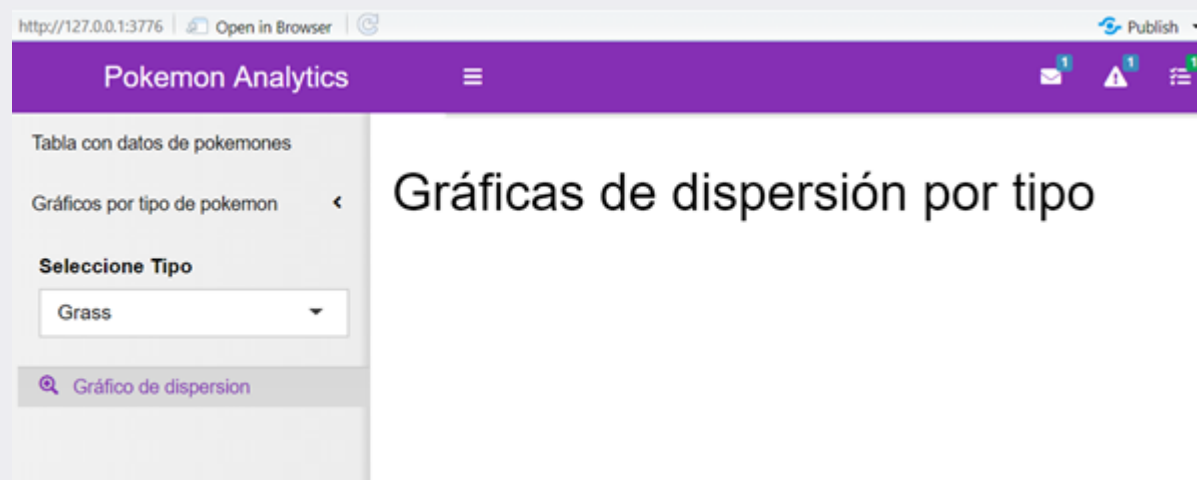 http://127.0.0.1:3776 Open in Browser Publish
Pokemon Analytics 1 1 1
Tabla con datos de pokemones
Gráficas de dispersión por tipo
Gráficos por tipo de pokemon
Seleccione Tipo
Grass
Gráfico de dispersion